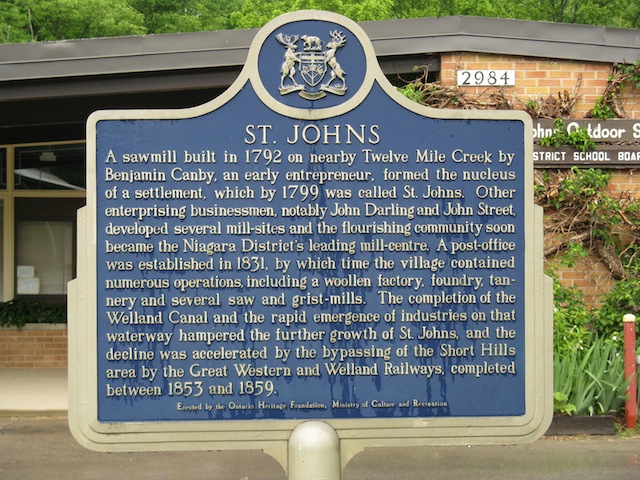 2984
ohns Outdoor S
DISTRICT SCHOOL BOAR
ST. JOHNS
A sawmill built in 1792 on nearby Twelve Mile Creek by
Benjamin Canby, an early entrepreneur, formed the nucleus
of a settlement, which by 1799 was called St. Johns. Other
enterprising businessmen, notably John Darling and John Street,
developed several mill-sites and the flourishing community soon
became the Niagara District's leading mill-centre. A post-office
was established in 1831, by which time the village contained
numerous operations, including a woollen factory, foundry, tan-
nery and several saw and grist-mills. The completion of the
Welland Canal and the rapid emergence of industries on that
waterway hampered the further growth of St. Johns, and the
decline was accelerated by the bypassing of the Short Hills
area by the Great Western and Welland Railways, completed
between 1853 and 1859.
Erected by the Ontario Heritage Foundation, Ministry of Culture and Recreation